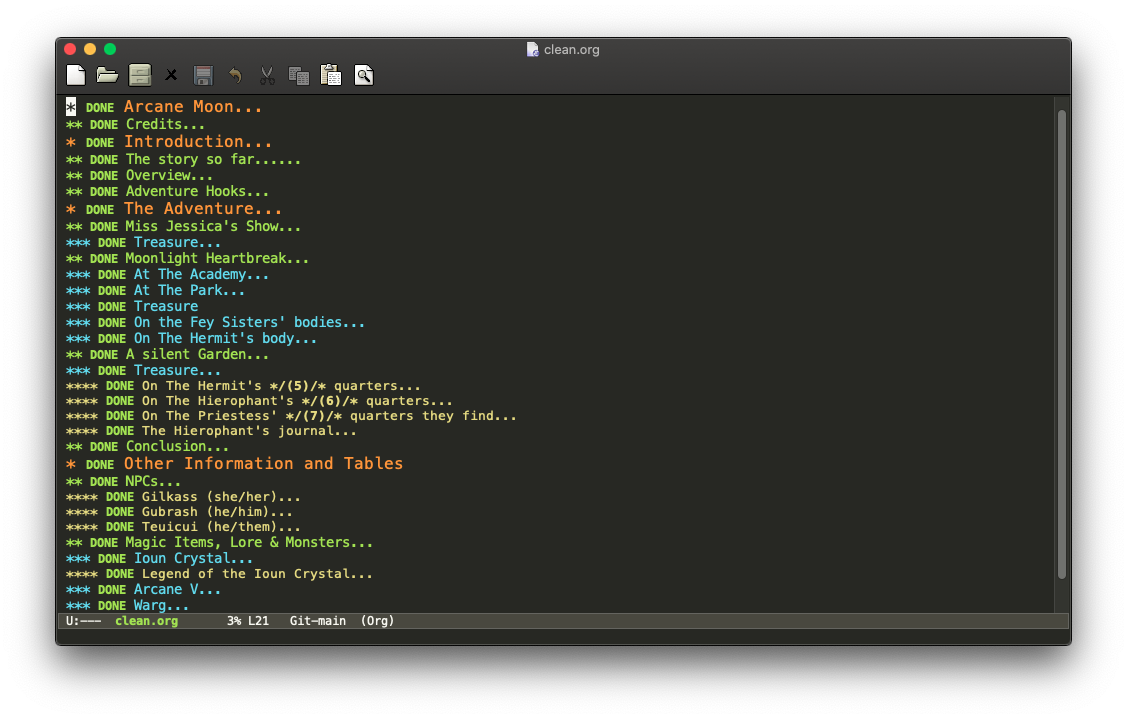 clean.org
* DONE Arcane Moon...
** DONE Credits...
* DONE Introduction...
** DONE The story so far......
** DONE Overview...
** DONE Adventure Hooks...
* DONE The Adventure...
** DONE Miss Jessica's Show...
*** DONE Treasure...
** DONE Moonlight Heartbreak...
*** DONE At The Academy...
*** DONE At The Park...
*** DONE Treasure
*** DONE On the Fey Sisters' bodies...
*** DONE On The Hermit's body...
** DONE A silent Garden...
*** DONE Treasure...
**** DONE On The Hermit's */(5)/* quarters...
**** DONE On The Hierophant's */(6)/* quarters...
**** DONE On The Priestess' */(7)/* quarters they find...
**** DONE The Hierophant's journal...
** DONE Conclusion...
* DONE Other Information and Tables
** DONE NPCs...
**** DONE Gilkass (she/her)...
**** DONE Gubrash (he/him)...
**** DONE Teuicui (he/them)...
** DONE Magic Items, Lore & Monsters...
*** DONE Ioun Crystal...
**** DONE Legend of the Ioun Crystal...
*** DONE Arcane V...
*** DONE Warg...
U:--- clean.org 3% L21 Git-main (Org)